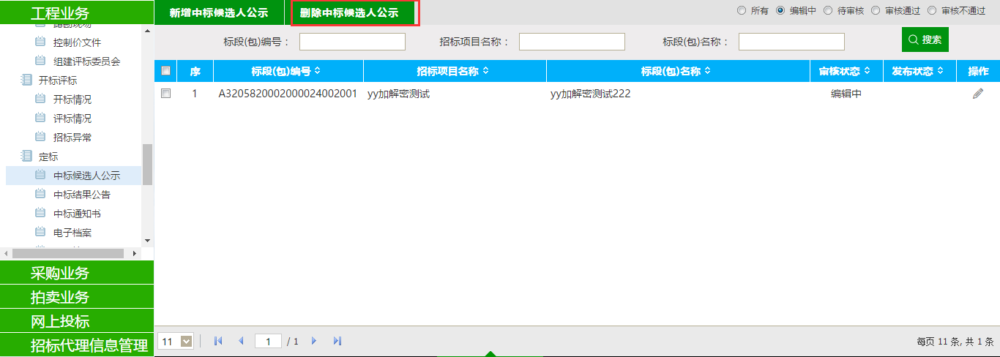 工程业务
控制价文件
组建评标委员会
开标评标
开标情况
评标情况
招标异常
定标
中标候选人公示
中标结果公告
中标通知书
电子档案
采购业务
拍卖业务
网上投标
招标代理信息管理
新增中标候选人公示 删除中标候选人公示 所有 编辑中 待审核 审核通过 审核不通过
标段(包)编号： 招标项目名称： 标段(包)名称： 搜索
序 标段(包)编号 招标项目名称 标段(包)名称 审核状态 发布状态 操作
1 A3205820002000024002001 yy加解密测试 yy加解密测试222 编辑中
11 1 / 1 每页 11 条, 共 1 条